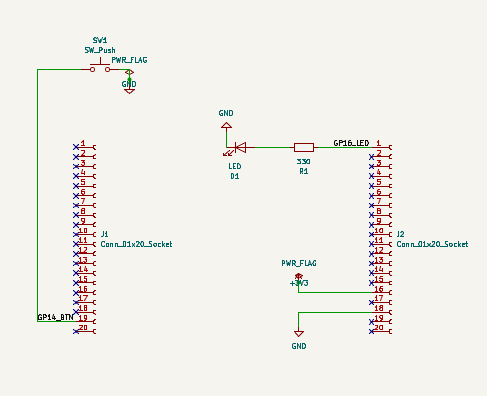 SW1
SW_Push
PWR_FLAG
GND
GND
GP16_LED
LED
D1
330
R1
1
2
3
4
5
6
7
8
9
10
11
12
13
14
15
16
17
18
19
20
J1
Conn_01x20_Socket
GP14_BTN
1
2
3
4
5
6
7
8
9
10
11
12
13
14
15
16
17
18
19
20
J2
Conn_01x20_Socket
PWR_FLAG
+3V3
GND